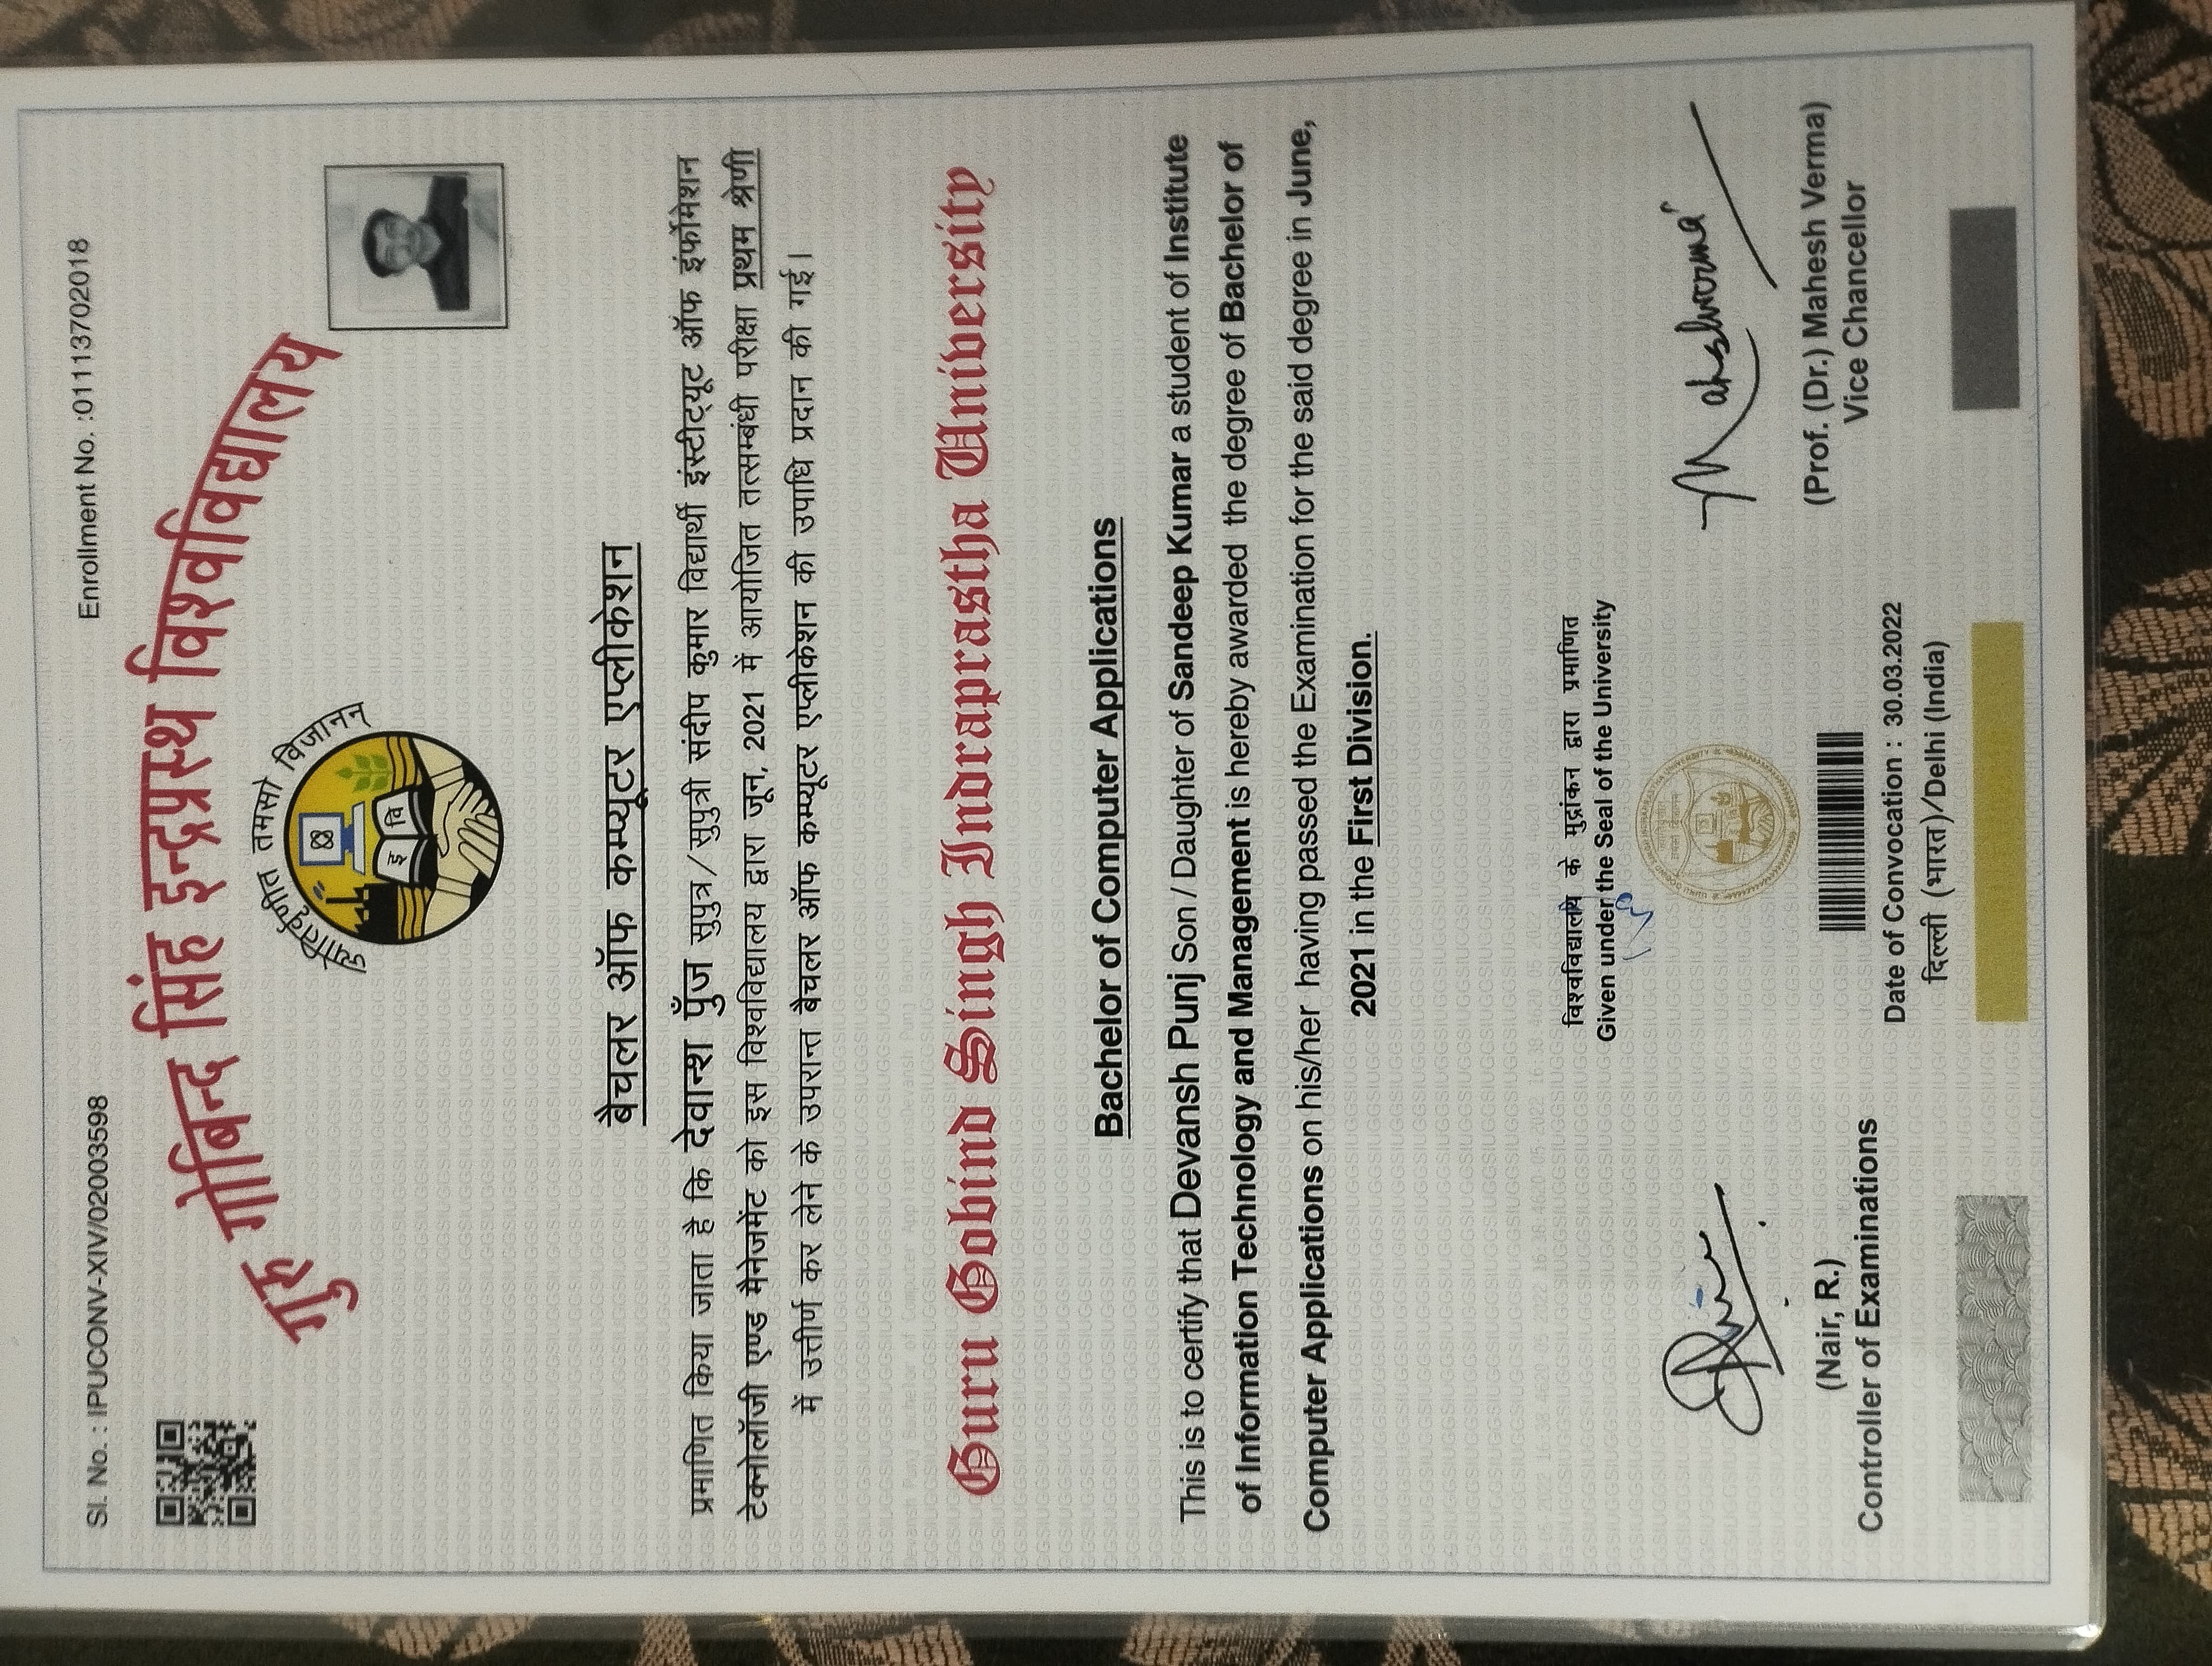 Sl. No. : IPUCONV-XIV/02003598
Enrollment No. :01113702018
गुरु गोबिन्द सिंह इन्द्रप्रस्थ विश्वविद्यालय
ज्योतिर्वृणीत तमसो विजानन्
इ वि
बैचलर ऑफ कम्प्यूटर एप्लीकेशन
प्रमाणित किया जाता है कि देवान्श पुँज सुपुत्र/सुपुत्री संदीप कुमार विद्यार्थी इंस्टीट्यूट ऑफ इंर्फोमेशन
टेक्नोलॉजी एण्ड मैनेजमेंट को इस विश्वविद्यालय द्वारा जून, 2021 में आयोजित तत्सम्बंधी परीक्षा प्रथम श्रेणी
में उत्तीर्ण कर लेने के उपरान्त बैचलर ऑफ कम्प्यूटर एप्लीकेशन की उपाधि प्रदान की गई।
Guru Gobind Singh Indraprastha University
Bachelor of Computer Applications
This is to certify that Devansh Punj Son / Daughter of Sandeep Kumar a student of Institute
of Information Technology and Management is hereby awarded the degree of Bachelor of
Computer Applications on his/her having passed the Examination for the said degree in June,
2021 in the First Division.
विश्वविद्यालय के मुद्रांकन द्वारा प्रमाणित
Given under the Seal of the University
(Nair, R.)
Controller of Examinations
Date of Convocation : 30.03.2022
दिल्ली (भारत)/Delhi (India)
(Prof. (Dr.) Mahesh Verma)
Vice Chancellor